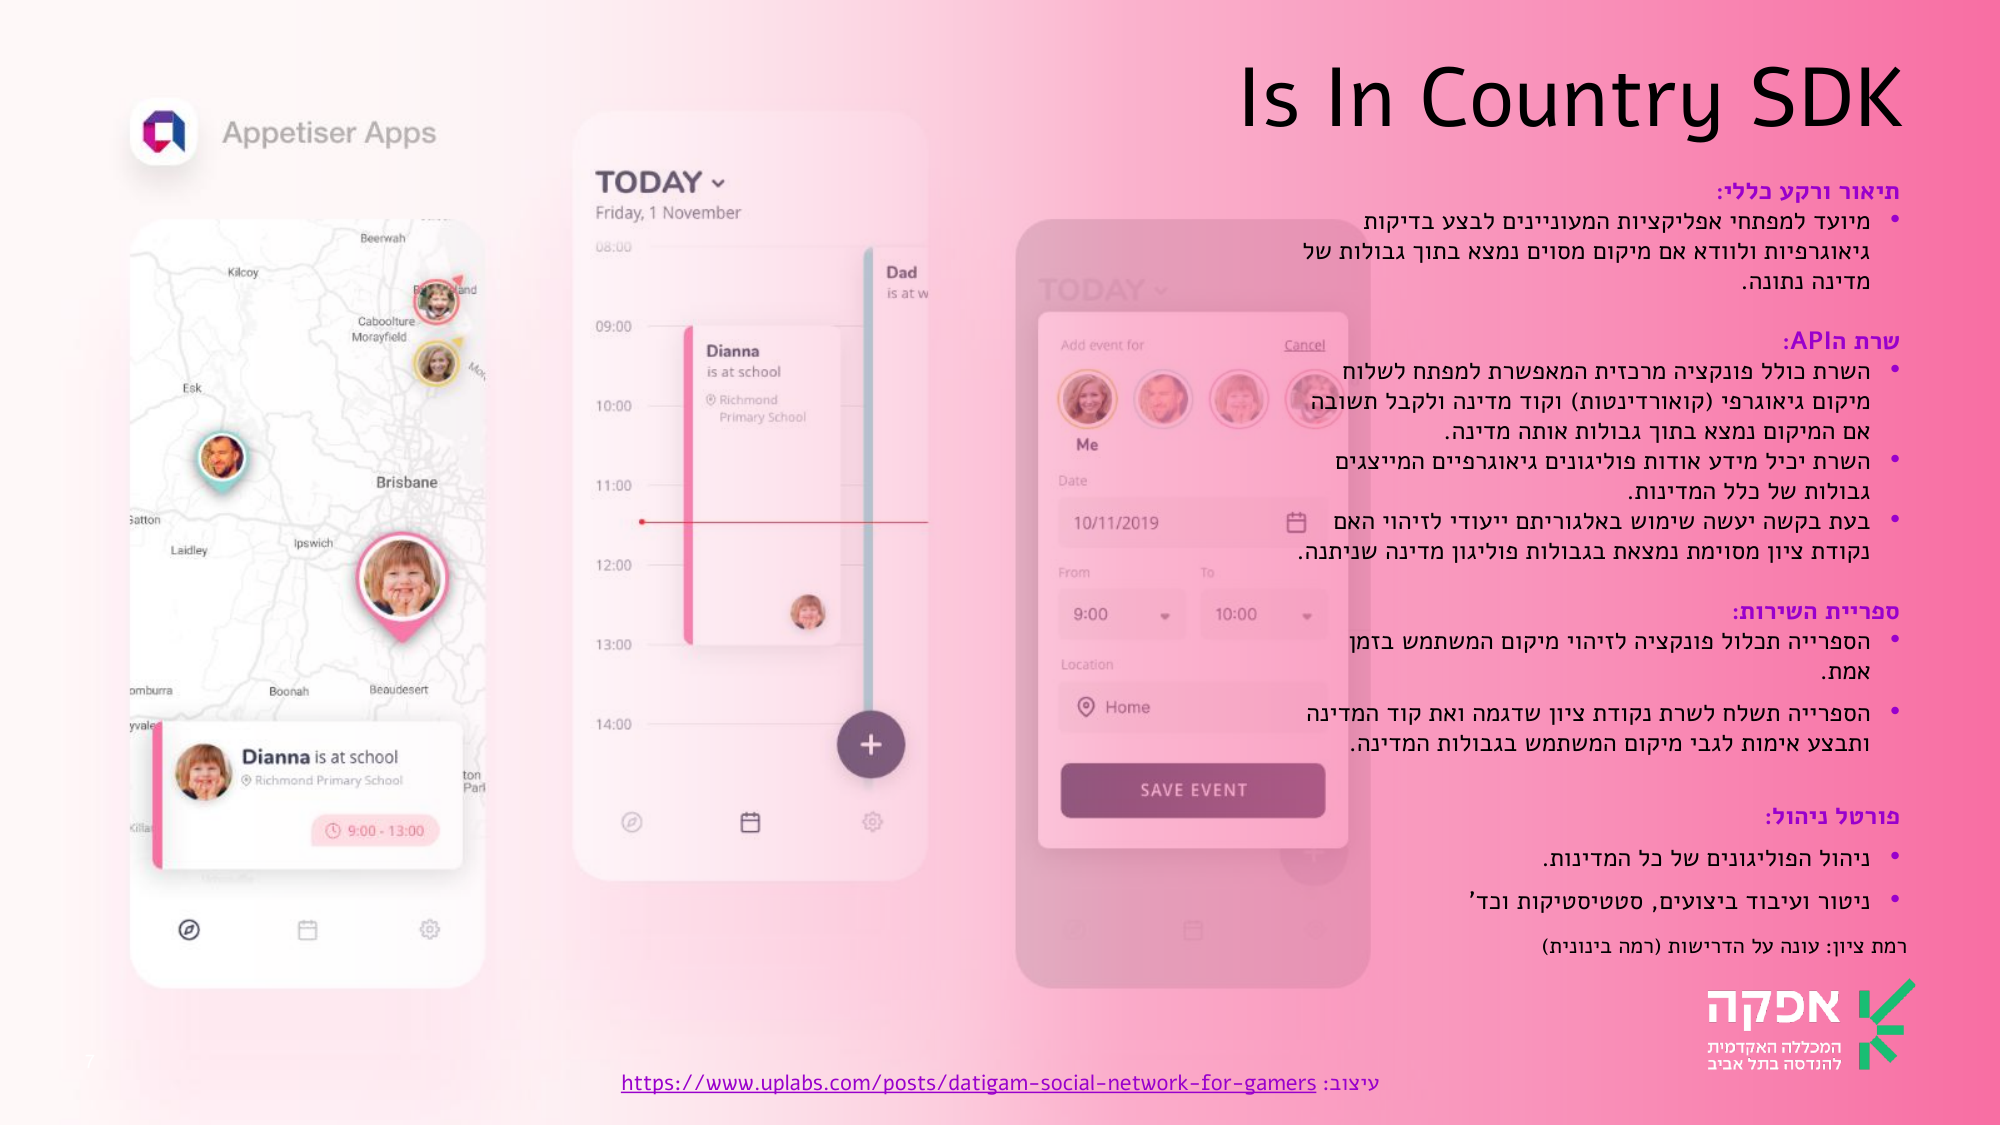 Is In Country SDK
תיאור ורקע כללי:
• מיועד למפתחי אפליקציות המעוניינים לבצע בדיקות
גיאוגרפיות ולוודא אם מיקום מסוים נמצא בתוך גבולות של
מדינה נתונה.
שרת הAPI:
• השרת כולל פונקציה מרכזית המאפשרת למפתח לשלוח
מיקום גיאוגרפי (קואורדינטות) וקוד מדינה ולקבל תשובה
אם המיקום נמצא בתוך גבולות אותה מדינה.
• השרת יכיל מידע אודות פוליגונים גיאוגרפיים המייצגים
גבולות של כלל המדינות.
• בעת בקשה יעשה שימוש באלגוריתם ייעודי לזיהוי האם
נקודת ציון מסוימת נמצאת בגבולות פוליגון מדינה שניתנה.
ספריית השירות:
• הספרייה תכלול פונקציה לזיהוי מיקום המשתמש בזמן
אמת.
• הספרייה תשלח לשרת נקודת ציון שדגמה ואת קוד המדינה
ותבצע אימות לגבי מיקום המשתמש בגבולות המדינה.
פורטל ניהול:
• ניהול הפוליגונים של כל המדינות.
• ניטור ועיבוד ביצועים, סטטיסטיקות וכד'
רמת ציון: עונה על הדרישות (רמה בינונית)
אפקה
המכללה האקדמית
להנדסה בתל אביב
עיצוב: https://www.uplabs.com/posts/datigam-social-network-for-gamers
7
Appetiser Apps
Beerwah
Kilcoy
Caboolture
Morayfield
Esk
Brisbane
Gatton
Laidley
Ipswich
Boonah
Beaudesert
Dianna is at school
Richmond Primary School
9:00 - 13:00
TODAY
Friday, 1 November
08:00
Dad
is at w
09:00
Dianna
is at school
10:00
Richmond
Primary School
11:00
12:00
13:00
14:00
TODAY
Add event for
Cancel
Me
Date
10/11/2019
From
To
9:00
10:00
Location
Home
SAVE EVENT